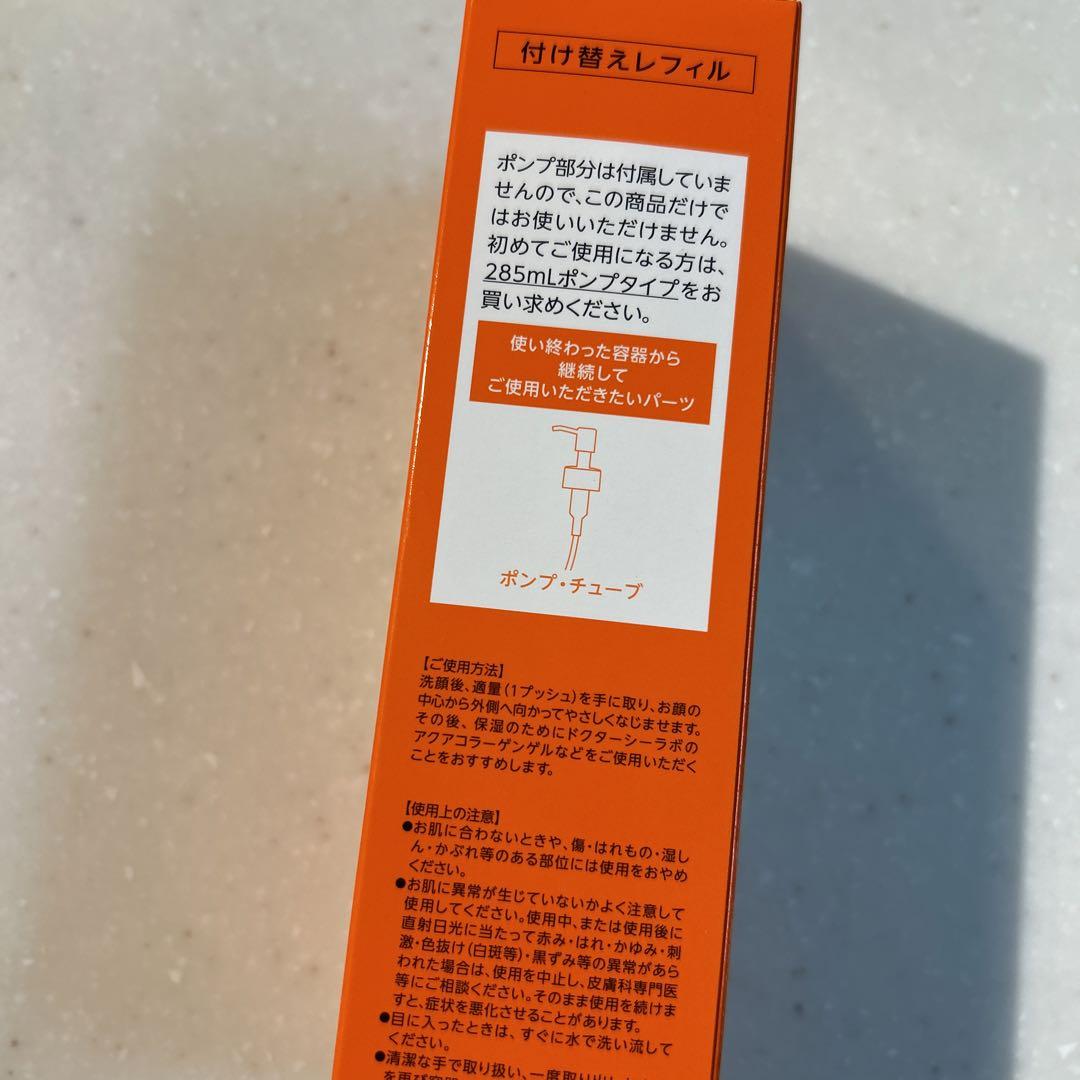 付け替えレフィル
ポンプ部分は付属していま
せんので、この商品だけで
はお使いいただけません。
初めてご使用になる方は、
285mLポンプタイプをお
買い求めください。
使い終わった容器から
継続して
ご使用いただきたいパーツ
ポンプ・チューブ
【ご使用方法】
洗顔後、適量(1プッシュ)を手に取り、お顔の
中心から外側へ向かってやさしくなじませます。
その後、保湿のためにドクターシーラボの
アクアコラーゲンゲルなどをご使用いただく
ことをおすすめします。
【使用上の注意】
●お肌に合わないときや、傷・はれもの・湿し
ん・かぶれ等のある部位には使用をおやめ
ください。
●お肌に異常が生じていないかよく注意して
使用してください。使用中、または使用後に
直射日光に当たって赤み・はれ・かゆみ・刺
激・色抜け(白斑等)・黒ずみ等の異常があら
われた場合は、使用を中止し、皮膚科専門医
等にご相談ください。そのまま使用を続けま
すと、症状を悪化させることがあります。
●目に入ったときは、すぐに水で洗い流して
ください。
●清潔な手で取り扱い、一度取り出し